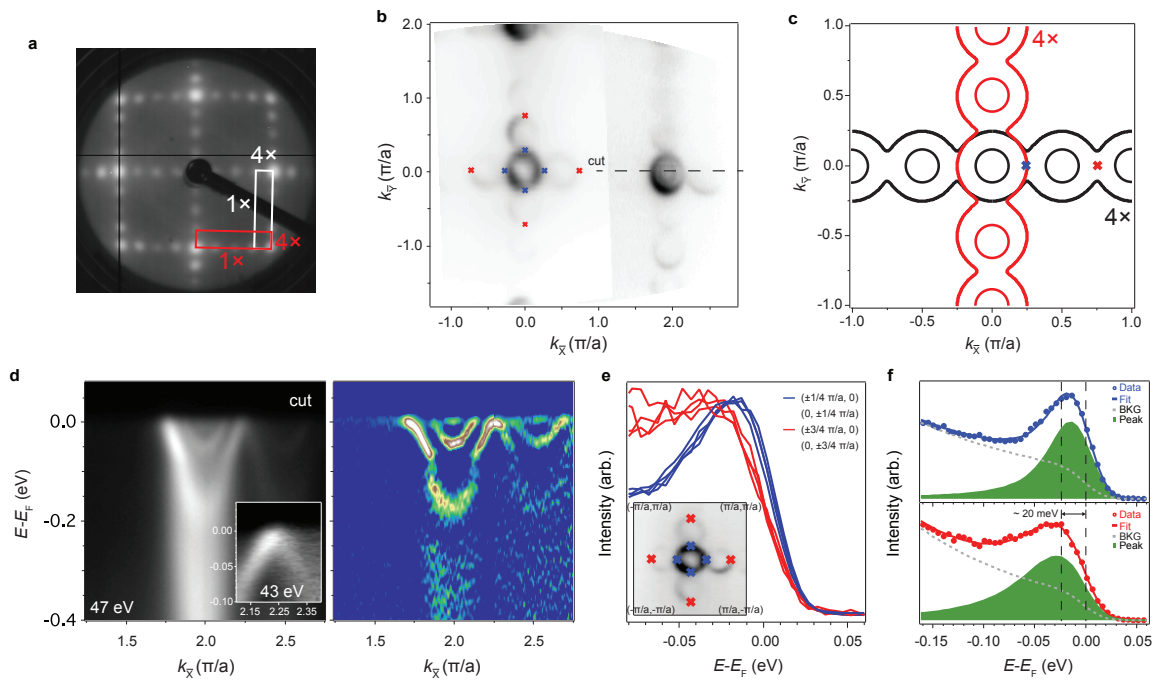 a
4×
1×
4×
1×
b
2.0
1.0
0.0
-1.0
-1.0
0.0
1.0
2.0
k_Ȳ (π/a)
k_X̄ (π/a)
cut
c
1.0
0.5
0.0
-0.5
-1.0
-1.0
-0.5
0.0
0.5
1.0
k_Ȳ (π/a)
k_X̄ (π/a)
4×
4×
d
cut
0.0
-0.2
-0.4
E-E_F (eV)
47 eV
0.00
-0.05
-0.10
43 eV
2.15
2.25
2.35
1.5
2.0
2.5
k_X̄ (π/a)
0.0
-0.2
-0.4
1.5
2.0
2.5
k_X̄ (π/a)
e
Intensity (arb.)
(±1/4 π/a, 0)
(0, ±1/4 π/a)
(±3/4 π/a, 0)
(0, ±3/4 π/a)
(-π/a,π/a)
(π/a,π/a)
(-π/a,-π/a)
(π/a,-π/a)
-0.05
0.00
0.05
E-E_F (eV)
f
Intensity (arb.)
Data
Fit
BKG
Peak
~ 20 meV
Data
Fit
BKG
Peak
-0.15
-0.10
-0.05
0.00
0.05
E-E_F (eV)